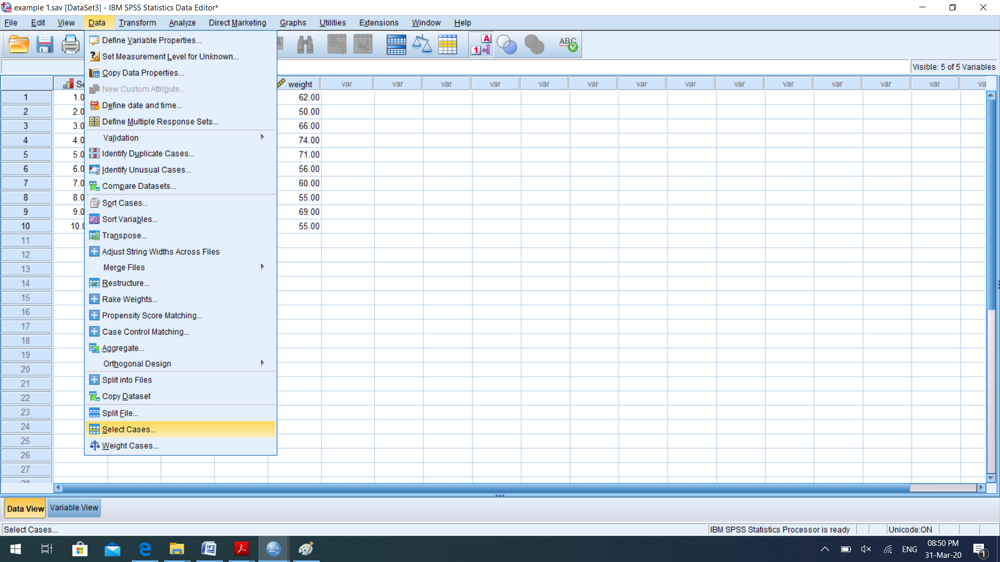 example 1.sav [DataSet3] - IBM SPSS Statistics Data Editor*
File Edit View Data Transform Analyze Direct Marketing Graphs Utilities Extensions Window Help
A
1
ABC
Visible: 5 of 5 Variables
Define Variable Properties...
Set Measurement Level for Unknown...
Copy Data Properties...
New Custom Attribute...
Define date and time...
Define Multiple Response Sets...
Validation
Identify Duplicate Cases...
Identify Unusual Cases...
Compare Datasets...
Sort Cases...
Sort Variables...
Transpose...
Adjust String Widths Across Files
Merge Files
Restructure...
Rake Weights...
Propensity Score Matching...
Case Control Matching...
Aggregate...
Orthogonal Design
Split into Files
Copy Dataset
Split File...
Select Cases...
Weight Cases...
weight var var var var var var var var var var var var var
1 1.0 62.00
2 2.0 50.00
3 3.0 66.00
4 4.0 74.00
5 5.0 71.00
6 6.0 56.00
7 7.0 60.00
8 8.0 55.00
9 9.0 69.00
10 10.0 55.00
11
12
13
14
15
16
17
18
19
20
21
22
23
24
25
26
27
Data View Variable View
Select Cases... IBM SPSS Statistics Processor is ready Unicode:ON
ENG 08:50 PM
31-Mar-20
1